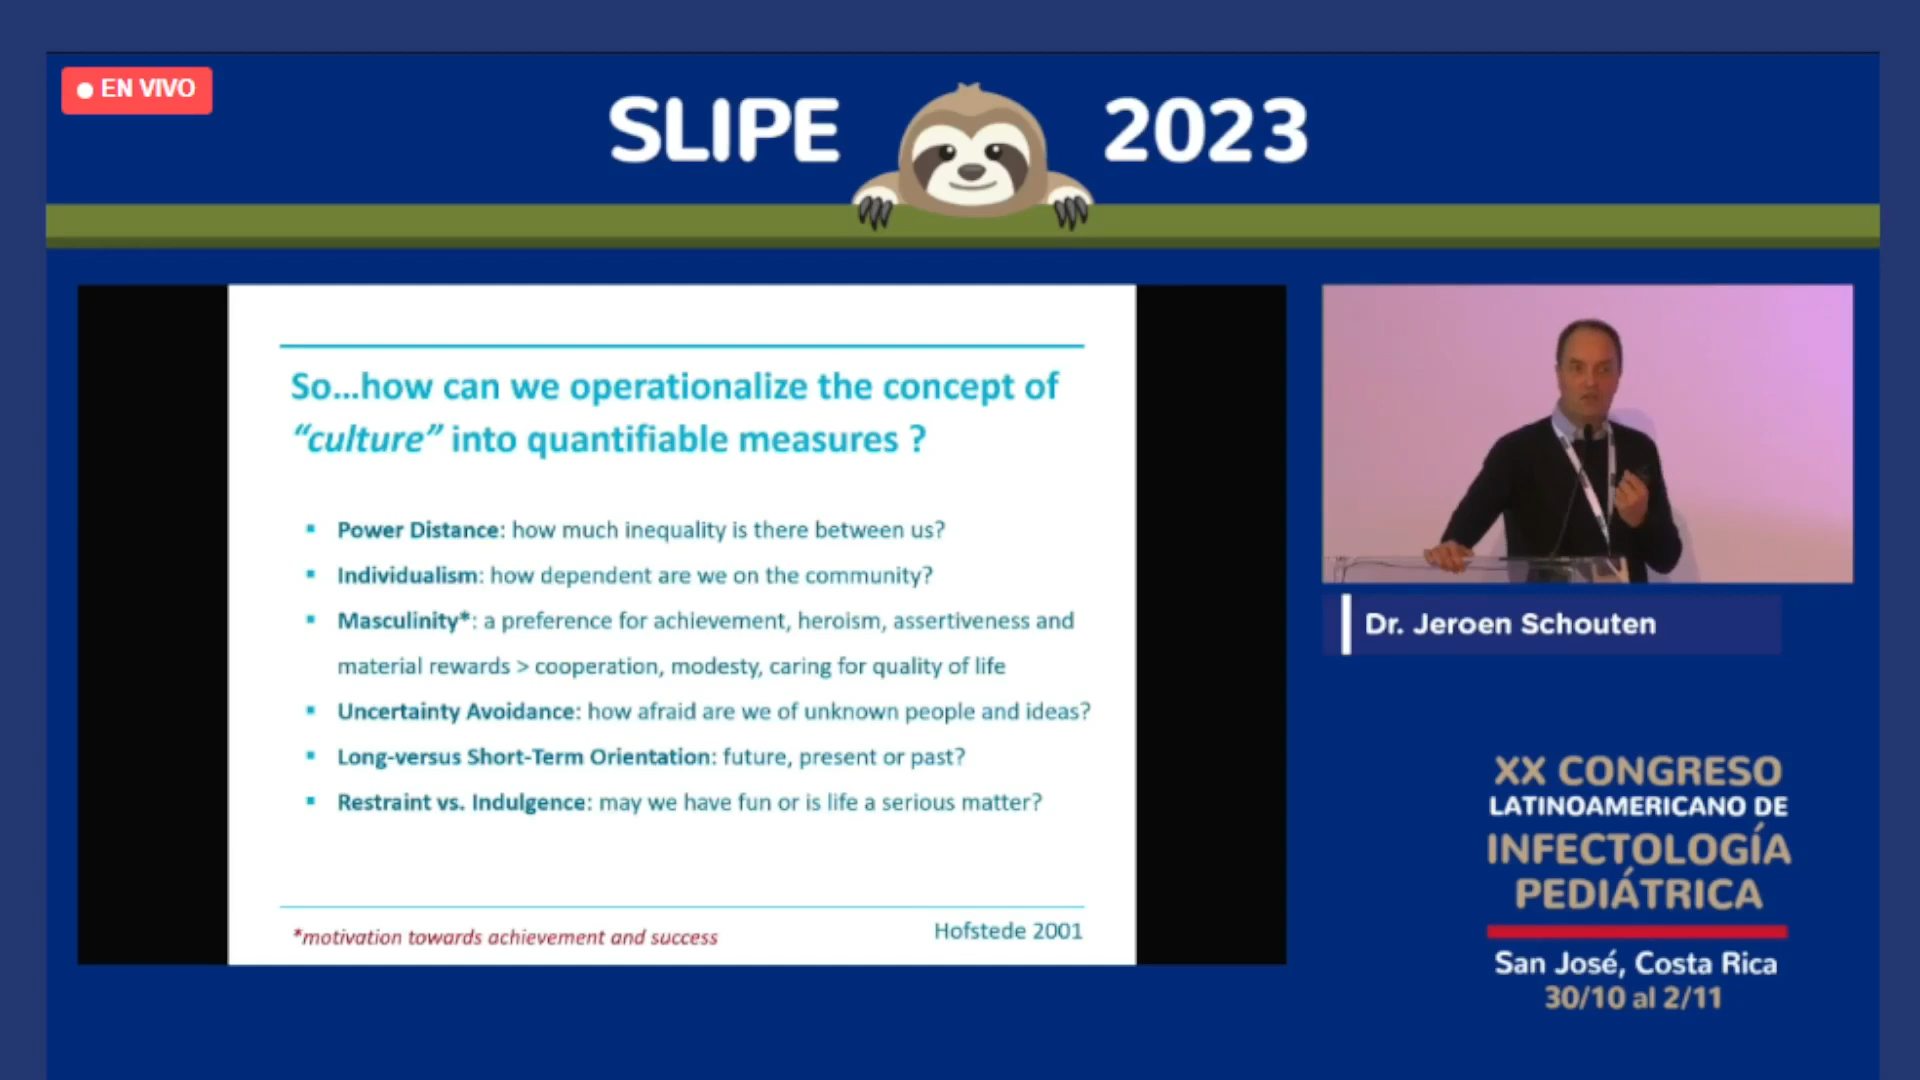 EN VIVO
SLIPE 2023
So...how can we operationalize the concept of
“culture” into quantifiable measures ?
▪ Power Distance: how much inequality is there between us?
▪ Individualism: how dependent are we on the community?
▪ Masculinity*: a preference for achievement, heroism, assertiveness and
material rewards > cooperation, modesty, caring for quality of life
▪ Uncertainty Avoidance: how afraid are we of unknown people and ideas?
▪ Long-versus Short-Term Orientation: future, present or past?
▪ Restraint vs. Indulgence: may we have fun or is life a serious matter?
*motivation towards achievement and success
Hofstede 2001
Dr. Jeroen Schouten
XX CONGRESO
LATINOAMERICANO DE
INFECTOLOGÍA
PEDIÁTRICA
San José, Costa Rica
30/10 al 2/11